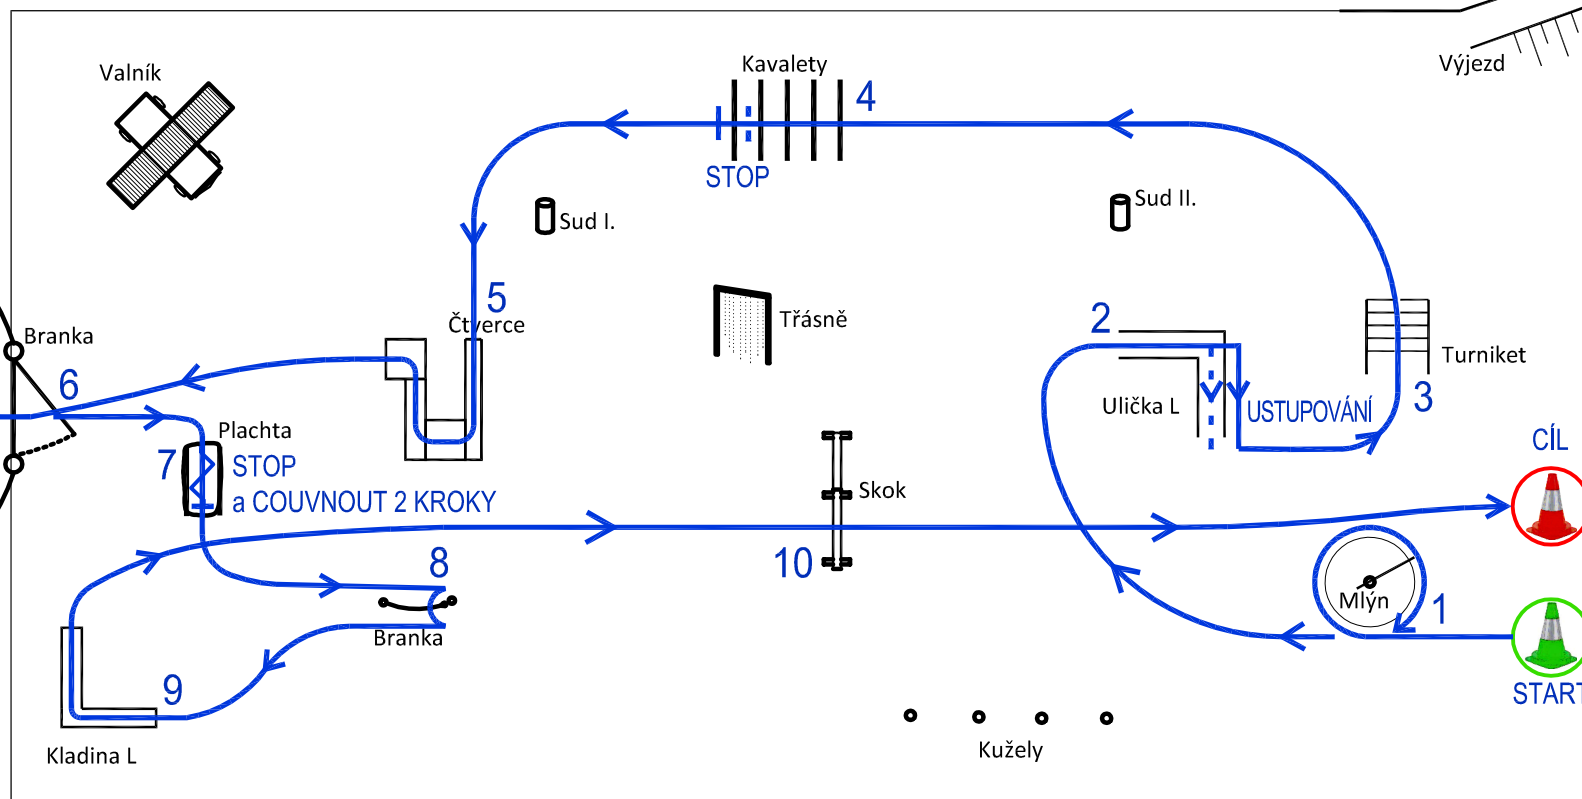 Výjezd
Valník
Kavalety
4
STOP
Sud I.
Sud II.
5
Čtverce
Třásně
2
Branka
6
Turniket
3
Ulička L
USTUPOVÁNÍ
Plachta
7
STOP
a COUVNOUT 2 KROKY
CÍL
Skok
10
8
Mlýn
1
Branka
START
9
Kladina L
Kužely